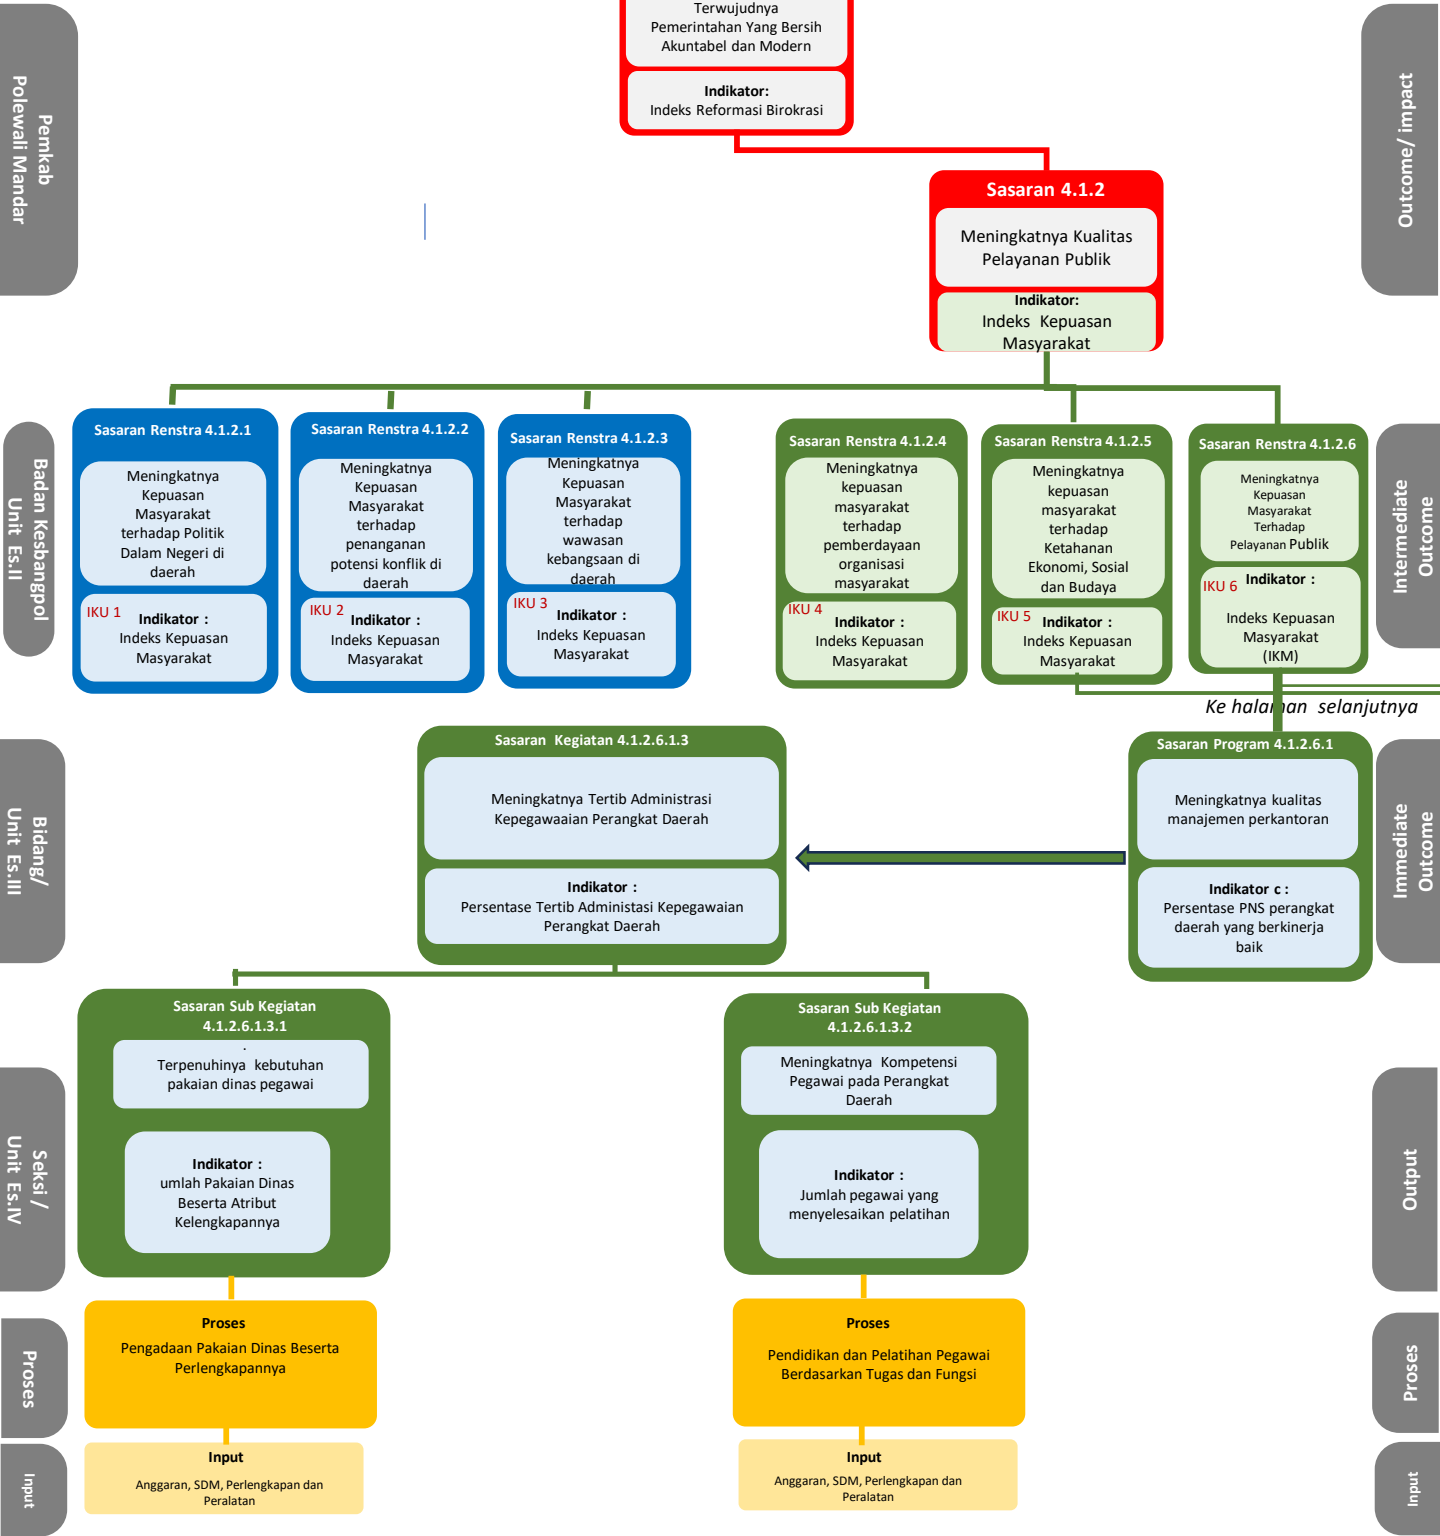 Terwujudnya
Pemerintahan Yang Bersih
Akuntabel dan Modern
Indikator:
Indeks Reformasi Birokrasi
Pemkab
Polewali Mandar
Outcome/ impact
Sasaran 4.1.2
Meningkatnya Kualitas
Pelayanan Publik
Indikator:
Indeks Kepuasan
Masyarakat
Badan Kesbangpol
Unit Es.II
Sasaran Renstra 4.1.2.1
Meningkatnya
Kepuasan
Masyarakat
terhadap Politik
Dalam Negeri di
daerah
IKU 1
Indikator :
Indeks Kepuasan
Masyarakat
Sasaran Renstra 4.1.2.2
Meningkatnya
Kepuasan
Masyarakat
terhadap
penanganan
potensi konflik di
daerah
IKU 2
Indikator :
Indeks Kepuasan
Masyarakat
Sasaran Renstra 4.1.2.3
Meningkatnya
Kepuasan
Masyarakat
terhadap
wawasan
kebangsaan di
daerah
IKU 3
Indikator :
Indeks Kepuasan
Masyarakat
Sasaran Renstra 4.1.2.4
Meningkatnya
kepuasan
masyarakat
terhadap
pemberdayaan
organisasi
masyarakat
IKU 4
Indikator :
Indeks Kepuasan
Masyarakat
Sasaran Renstra 4.1.2.5
Meningkatnya
kepuasan
masyarakat
terhadap
Ketahanan
Ekonomi, Sosial
dan Budaya
IKU 5
Indikator :
Indeks Kepuasan
Masyarakat
Sasaran Renstra 4.1.2.6
Meningkatnya
Kepuasan
Masyarakat
Terhadap
Pelayanan Publik
IKU 6
Indikator :
Indeks Kepuasan
Masyarakat
(IKM)
Intermediate
Outcome
Ke halaman selanjutnya
Bidang/
Unit Es.III
Sasaran Kegiatan 4.1.2.6.1.3
Meningkatnya Tertib Administrasi
Kepegawaaian Perangkat Daerah
Indikator :
Persentase Tertib Administasi Kepegawaian
Perangkat Daerah
Sasaran Program 4.1.2.6.1
Meningkatnya kualitas
manajemen perkantoran
Indikator c :
Persentase PNS perangkat
daerah yang berkinerja
baik
Immediate
Outcome
Seksi /
Unit Es.IV
Sasaran Sub Kegiatan
4.1.2.6.1.3.1
.
Terpenuhinya kebutuhan
pakaian dinas pegawai
Indikator :
umlah Pakaian Dinas
Beserta Atribut
Kelengkapannya
Sasaran Sub Kegiatan
4.1.2.6.1.3.2
Meningkatnya Kompetensi
Pegawai pada Perangkat
Daerah
Indikator :
Jumlah pegawai yang
menyelesaikan pelatihan
Output
Proses
Proses
Pengadaan Pakaian Dinas Beserta
Perlengkapannya
Proses
Pendidikan dan Pelatihan Pegawai
Berdasarkan Tugas dan Fungsi
Proses
Input
Input
Anggaran, SDM, Perlengkapan dan
Peralatan
Input
Anggaran, SDM, Perlengkapan dan
Peralatan
Input